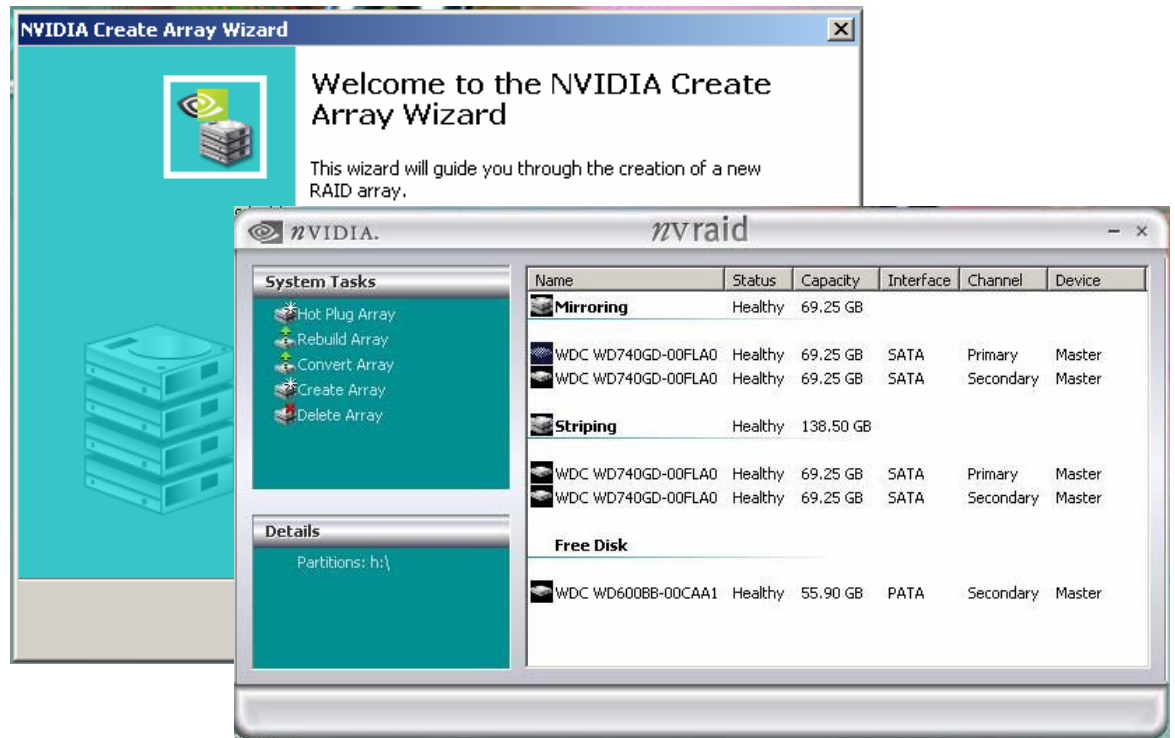 NVIDIA Create Array Wizard
Welcome to the NVIDIA Create
Array Wizard
This wizard will guide you through the creation of a new
RAID array.
nVIDIA.
nvraid
System Tasks
Hot Plug Array
Rebuild Array
Convert Array
Create Array
Delete Array
Details
Partitions: h:\
Name Status Capacity Interface Channel Device
Mirroring Healthy 69.25 GB
WDC WD740GD-00FLA0 Healthy 69.25 GB SATA Primary Master
WDC WD740GD-00FLA0 Healthy 69.25 GB SATA Secondary Master
Striping Healthy 138.50 GB
WDC WD740GD-00FLA0 Healthy 69.25 GB SATA Primary Master
WDC WD740GD-00FLA0 Healthy 69.25 GB SATA Secondary Master
Free Disk
WDC WD600BB-00CAA1 Healthy 55.90 GB PATA Secondary Master